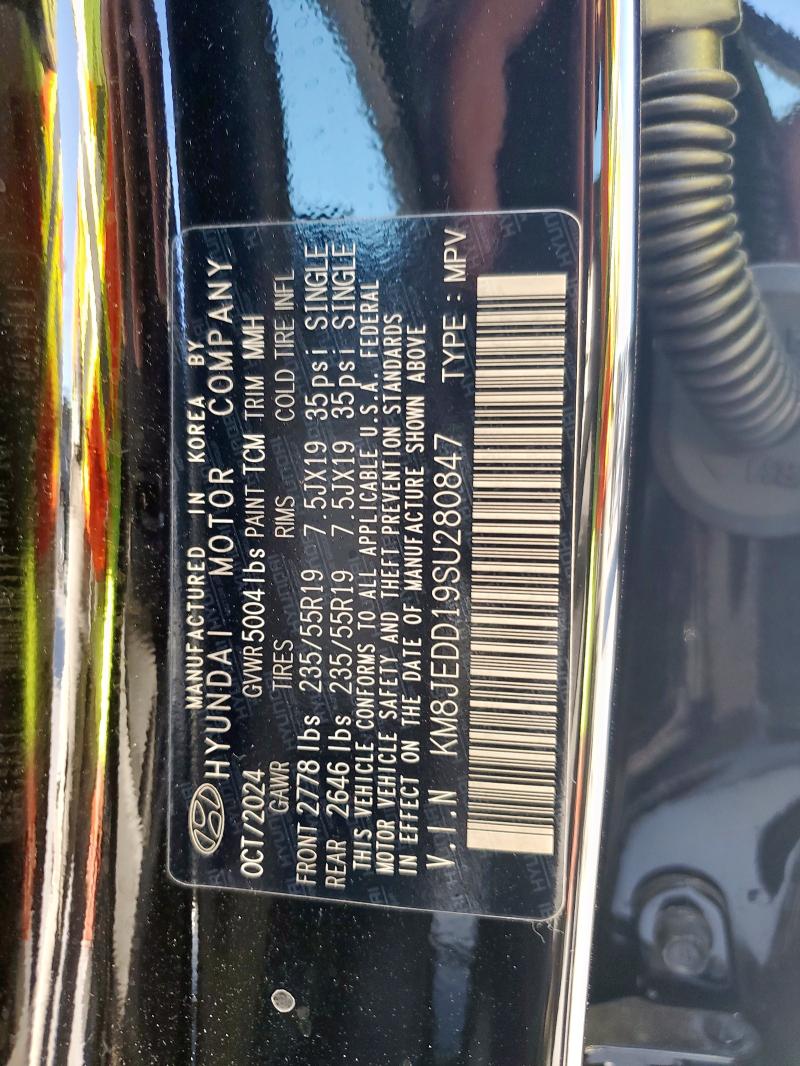 MANUFACTURED IN KOREA BY
HYUNDAI MOTOR COMPANY
OCT/2024 GVWR 5004 lbs PAINT TCM TRIM MMH
GAWR TIRES RIMS COLD TIRE INFL
FRONT 2778 lbs 235/55R19 7.5JX19 35psi SINGLE
REAR 2646 lbs 235/55R19 7.5JX19 35psi SINGLE
THIS VEHICLE CONFORMS TO ALL APPLICABLE U.S.A. FEDERAL
MOTOR VEHICLE SAFETY AND THEFT PREVENTION STANDARDS
IN EFFECT ON THE DATE OF MANUFACTURE SHOWN ABOVE
V.I.N KM8JEDD19SU280847 TYPE : MPV